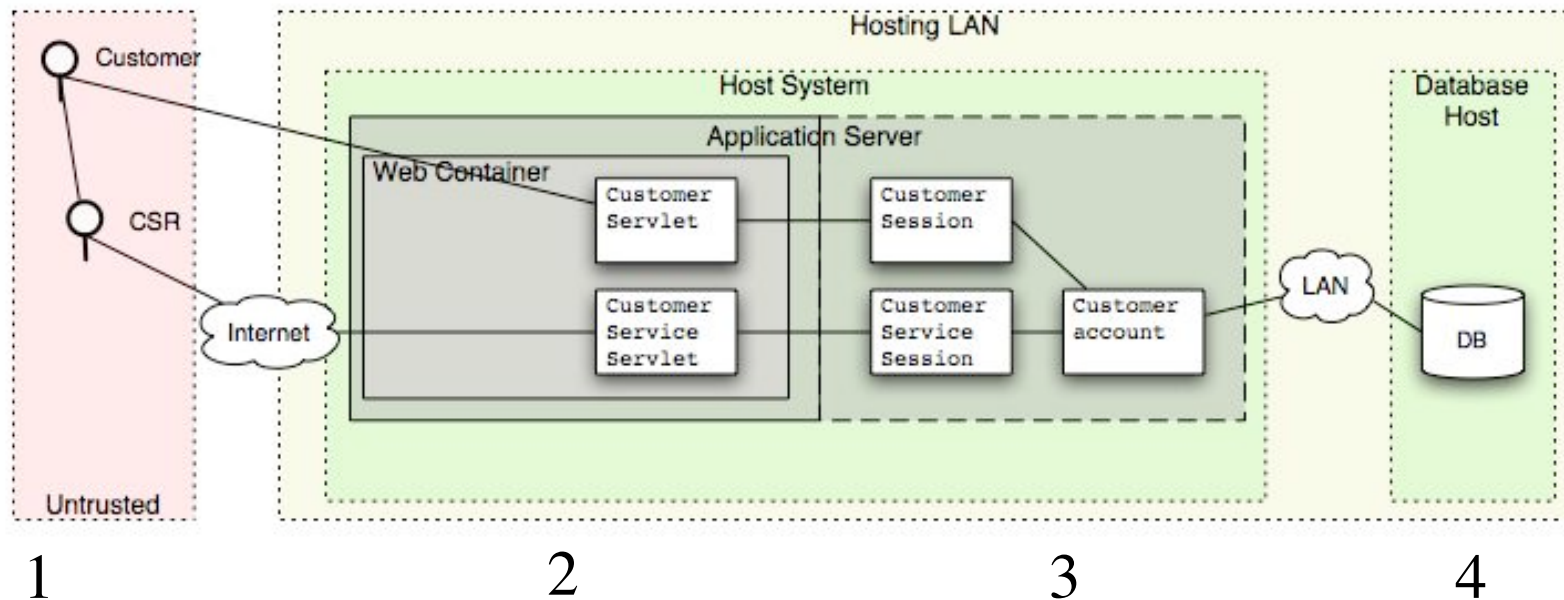 Hosting LAN
Customer
CSR
Untrusted
Internet
Host System
Application Server
Web Container
Customer
Servlet
Customer
Service
Servlet
Customer
Session
Customer
Service
Session
Customer
account
LAN
Database
Host
DB
1
2
3
4